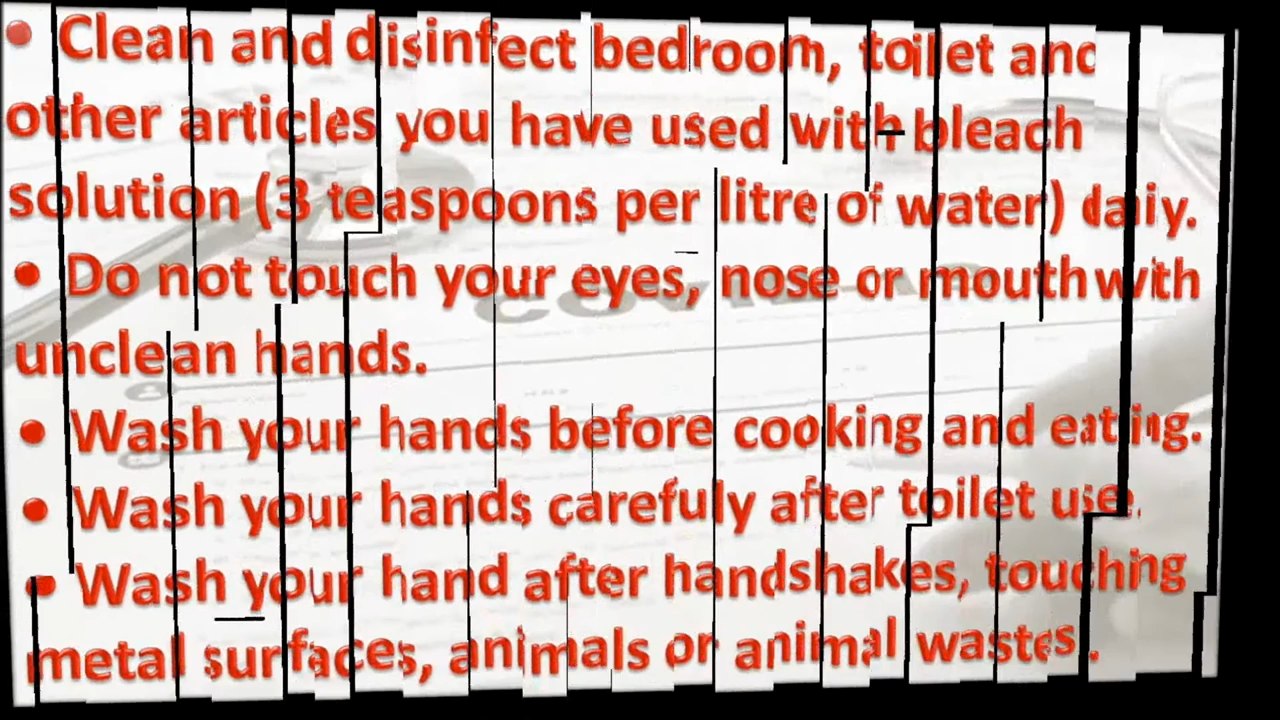 • Clean and disinfect bedroom, toilet and
other articles you have used with bleach
solution (3 teaspoons per litre of water) daily.
• Do not touch your eyes, nose or mouth with
unclean hands.
• Wash your hands before cooking and eating.
• Wash your hands carefuly after toilet use.
• Wash your hand after handshakes, touching
metal surfaces, animals or animal wastes.